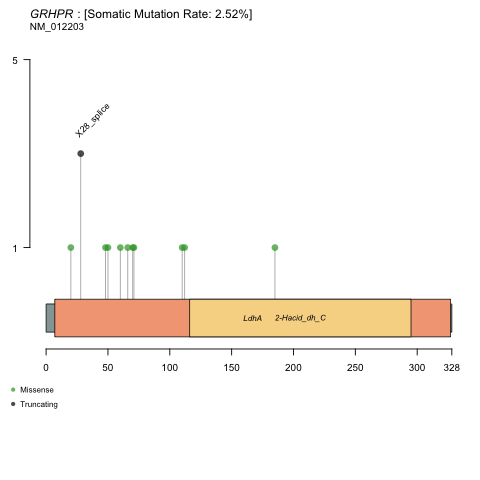 GRHPR : [Somatic Mutation Rate: 2.52%]
NM_012203
5
X28_splice
1
LdhA 2-Hacid_dh_C
0 50 100 150 200 250 300 328
Missense
Truncating